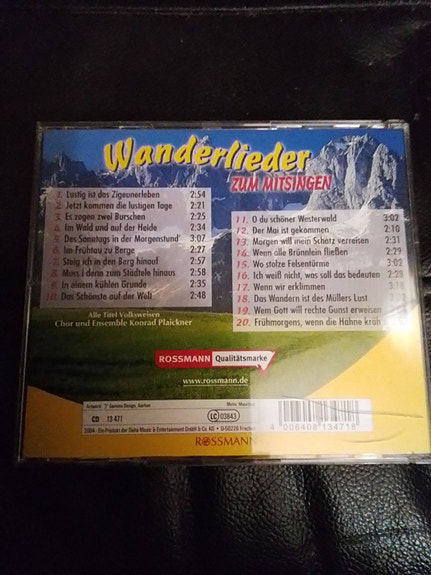 Wanderlieder
ZUM MITSINGEN
1. Lustig ist das Zigeunerleben 2:54
2. Jetzt kommen die lustigen Tage 2:21
3. Es zogen zwei Burschen 2:25
4. Im Wald und auf der Heide 2:34
5. Des Sonntags in der Morgenstund' 3:07
6. Im Frühtau zu Berge 2:27
7. Steig ich in den Berg hinauf 2:57
8. Muss i denn zum Städtele hinaus 2:58
9. In einem kühlen Grunde 2:35
10. Das Schönste auf der Welt 2:48
Alle Titel Volksweisen
Chor und Ensemble Konrad Plaickner
11. O du schöner Westerwald 3:02
12. Der Mai ist gekommen 2:10
13. Morgen will mein Schatz verreisen 2:31
14. Wenn alle Brünnlein fließen 2:29
15. Wo stolze Felsentürme 3:02
16. Ich weiß nicht, was soll das bedeuten 2:28
17. Wenn wir erklimmen
18. Das Wandern ist des Müllers Lust
19. Wem Gott will rechte Gunst erweisen
20. Frühmorgens, wenn die Hähne kräh
ROSSMANN Qualitätsmarke
www.rossmann.de
CD 13 471
LC 03843
4 006408 134718
ROSSMANN